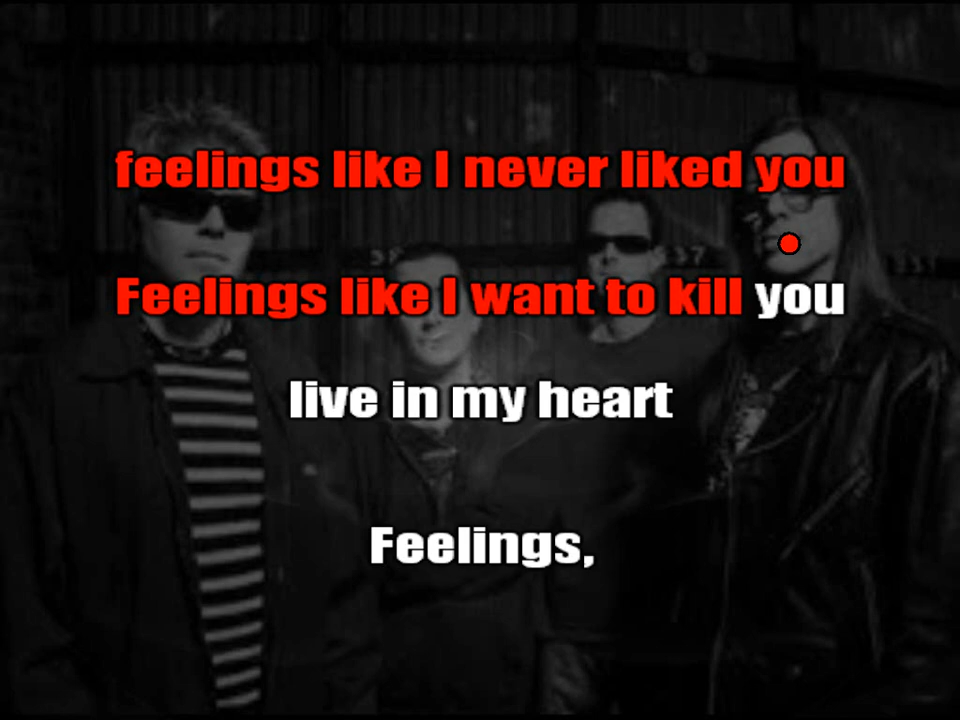 feelings like I never liked you
Feelings like I want to kill you
live in my heart
Feelings,